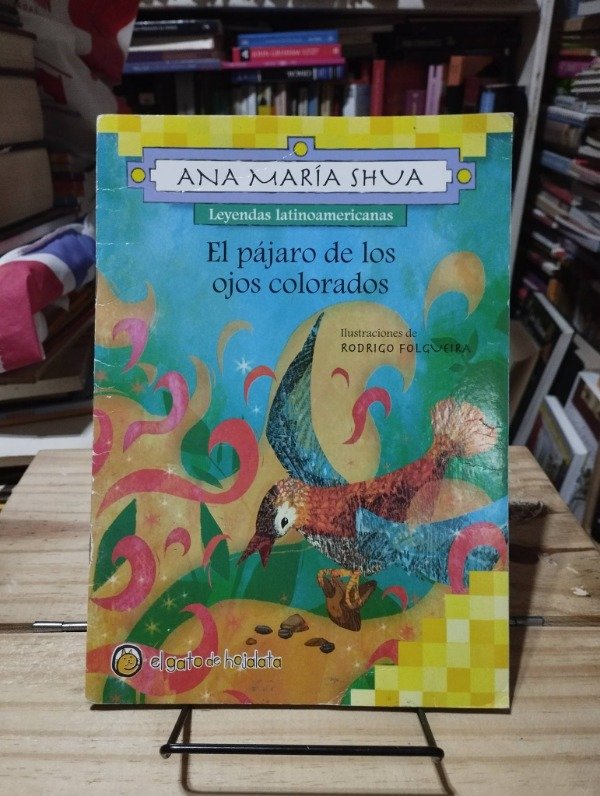 ANA MARÍA SHUA
Leyendas latinoamericanas
El pájaro de los
ojos colorados
Ilustraciones de
RODRIGO FOLGUEIRA
el gato de hojalata